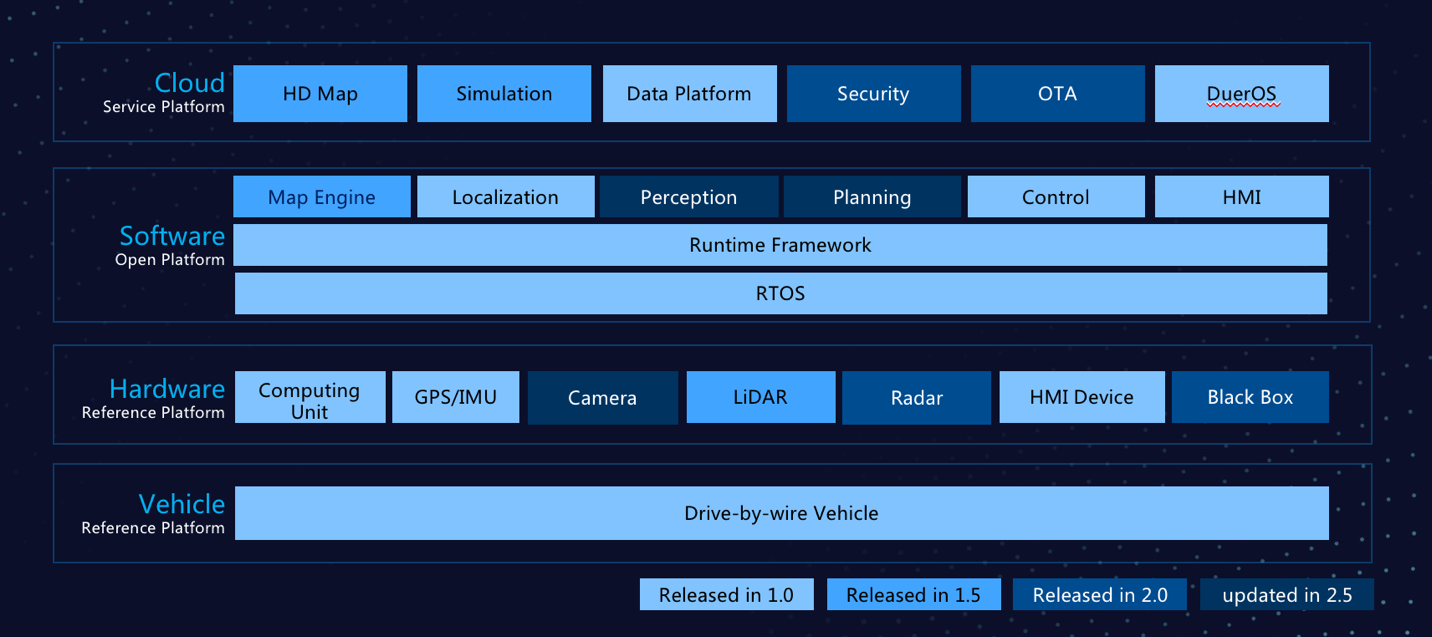 Cloud
Service Platform
HD Map
Simulation
Data Platform
Security
OTA
DuerOS
Software
Open Platform
Map Engine
Localization
Perception
Planning
Control
HMI
Runtime Framework
RTOS
Hardware
Reference Platform
Computing
Unit
GPS/IMU
Camera
LiDAR
Radar
HMI Device
Black Box
Vehicle
Reference Platform
Drive-by-wire Vehicle
Released in 1.0
Released in 1.5
Released in 2.0
updated in 2.5